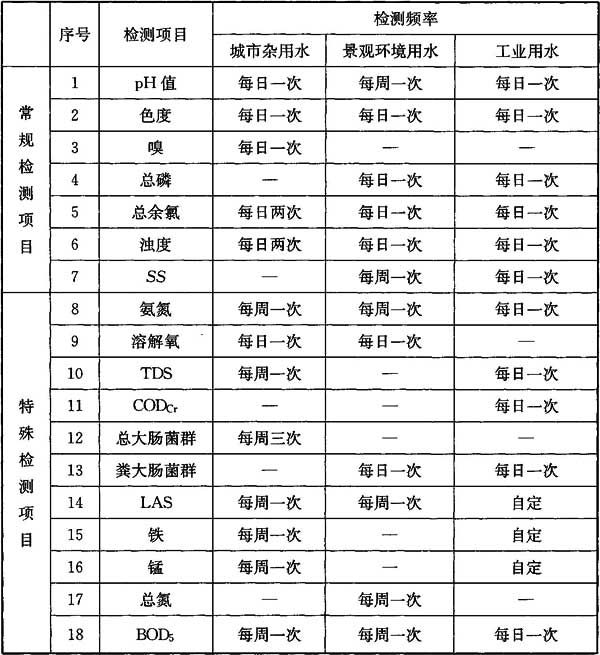 序号 检测项目 检测频率
城市杂用水 景观环境用水 工业用水
常规检测项目
1 pH 值 每日一次 每周一次 每日一次
2 色度 每日一次 每日一次 每日一次
3 嗅 每日一次 — —
4 总磷 — 每日一次 每日一次
5 总余氯 每日两次 每日一次 每日一次
6 浊度 每日两次 每日一次 每日一次
7 SS — 每周一次 每日一次
特殊检测项目
8 氨氮 每周一次 每周一次 每日一次
9 溶解氧 每日一次 每日一次 —
10 TDS 每周一次 — 每日一次
11 CODCr — — 每日一次
12 总大肠菌群 每周三次 — —
13 粪大肠菌群 — 每日一次 每日一次
14 LAS 每周一次 每周一次 自定
15 铁 每周一次 — 自定
16 锰 每周一次 — 自定
17 总氮 — 每周一次 —
18 BOD5 每周一次 每周一次 每日一次